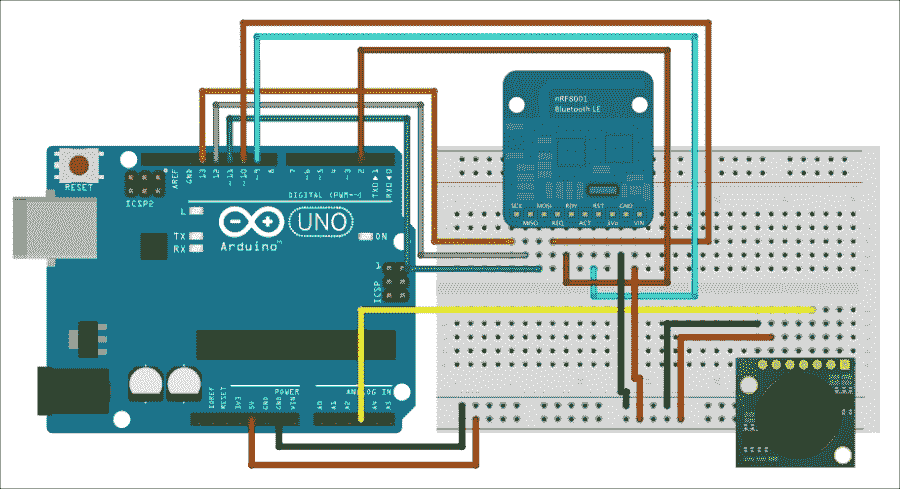 nRF8001
Bluetooth LE
SCK MOSI RDY RST GND
MISO REQ ACT 3Vo VIN
RESET
ICSP2
AREF
GND
13
12
~11
~10
~9
8
7
~6
~5
4
~3
2
TX▶1
RX◀0
DIGITAL (PWM~)
L
TX
RX
UNO
Arduino™
ON
1
ICSP
IOREF
RESET
3V3
5V
GND
GND
VIN
POWER
ANALOG IN
A0
A1
A2
A4
A5